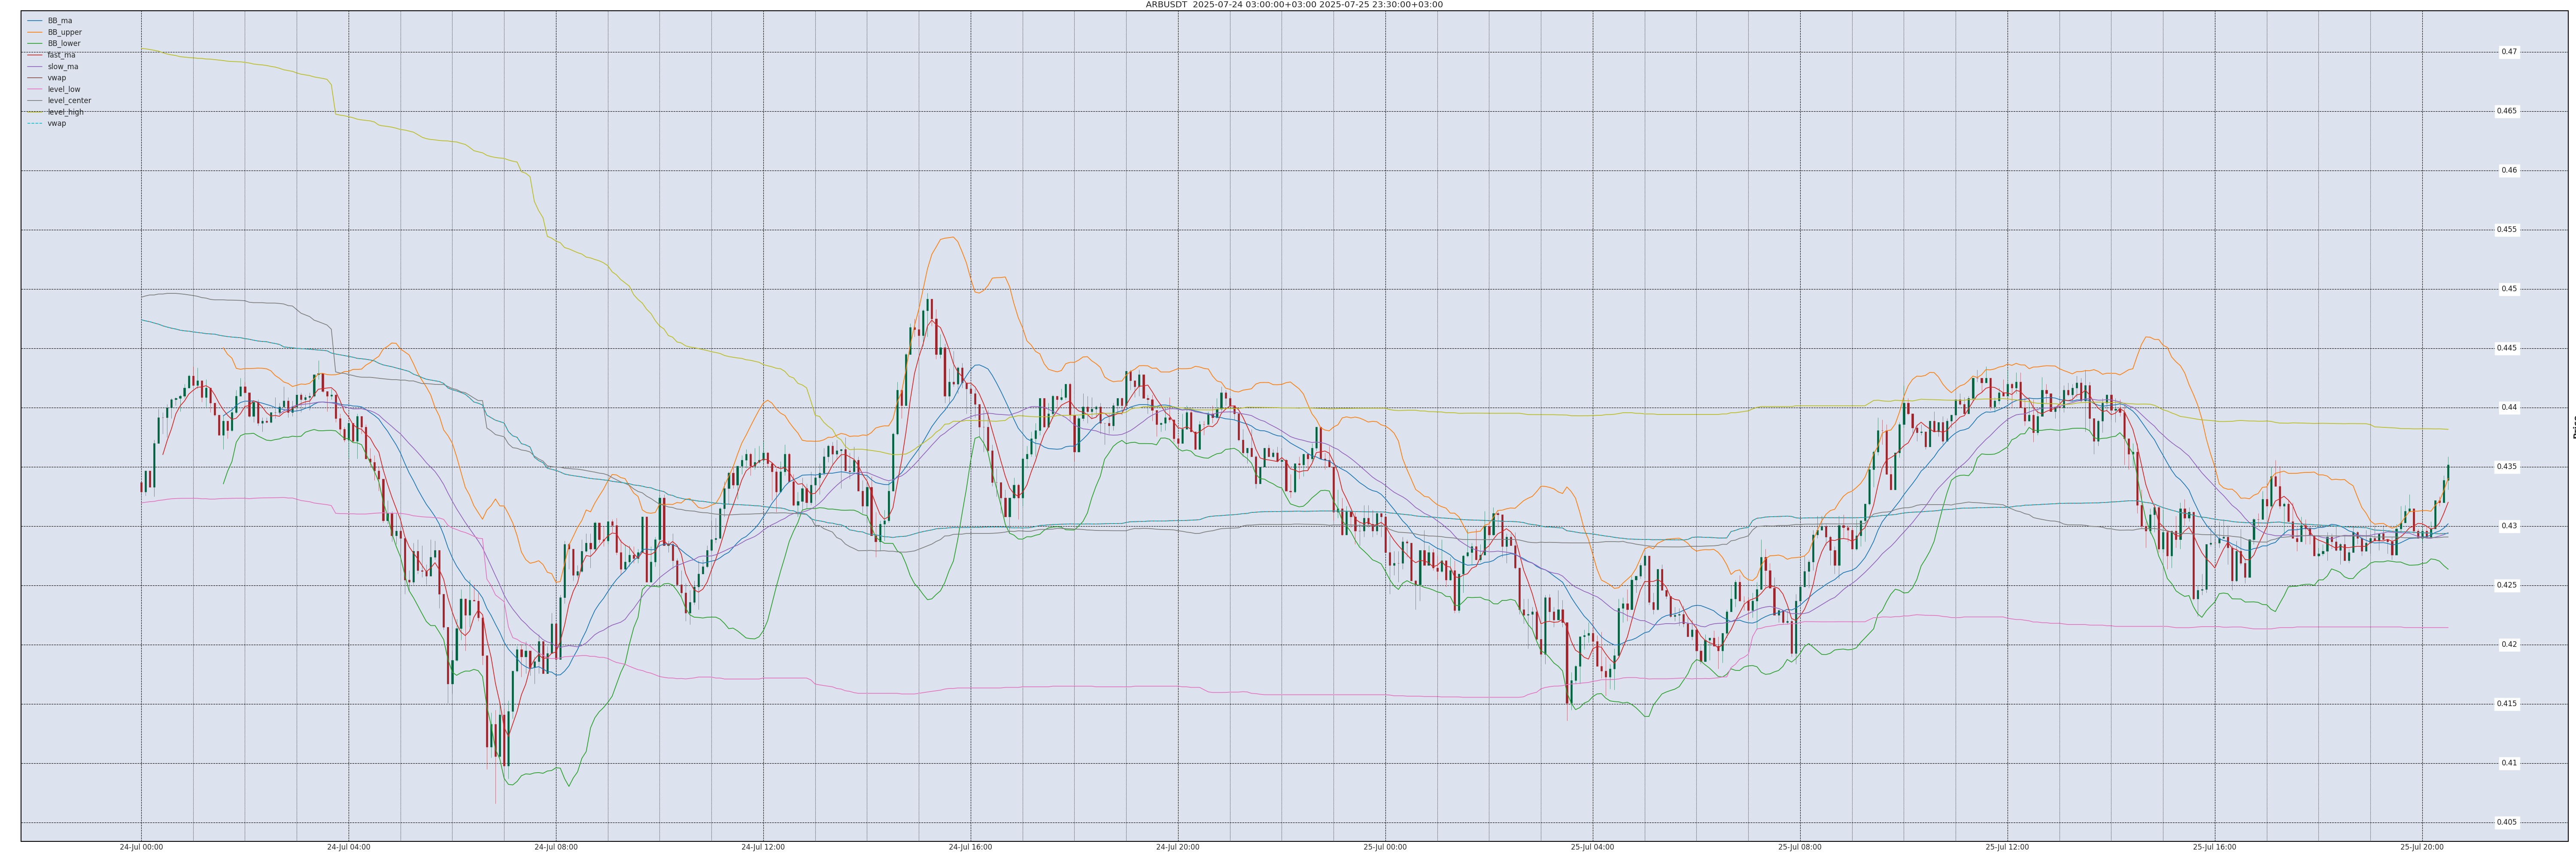 ARBUSDT 2025-07-24 03:00:00+03:00 2025-07-25 23:30:00+03:00
BB_ma
BB_upper
BB_lower
fast_ma
slow_ma
vwap
level_low
level_center
level_high
vwap
0.47
0.465
0.46
0.455
0.45
0.445
0.44
0.435
0.43
0.425
0.42
0.415
0.41
0.405
24-Jul 00:00 24-Jul 04:00 24-Jul 08:00 24-Jul 12:00 24-Jul 16:00 24-Jul 20:00 25-Jul 00:00 25-Jul 04:00 25-Jul 08:00 25-Jul 12:00 25-Jul 16:00 25-Jul 20:00